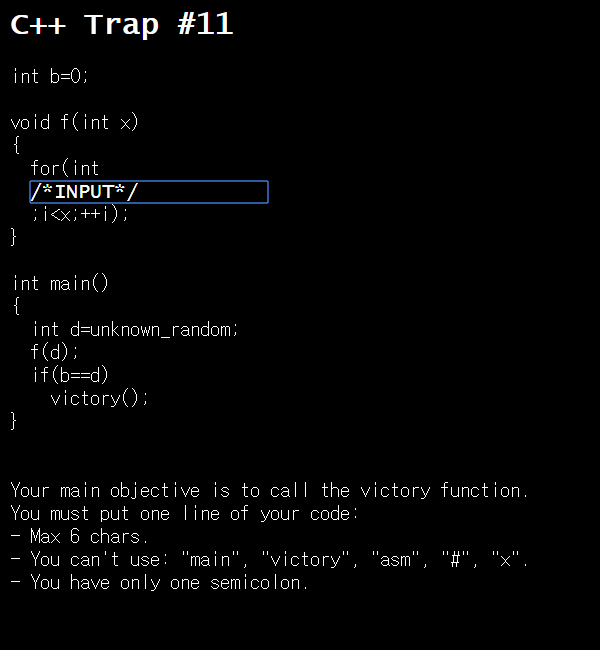 C++ Trap #11
int b=0;
void f(int x)
{
for(int
/*INPUT*/
;i<x;++i);
}
int main()
{
int d=unknown_random;
f(d);
if(b==d)
victory();
}
Your main objective is to call the victory function.
You must put one line of your code:
- Max 6 chars.
- You can't use: "main", "victory", "asm", "#", "x".
- You have only one semicolon.